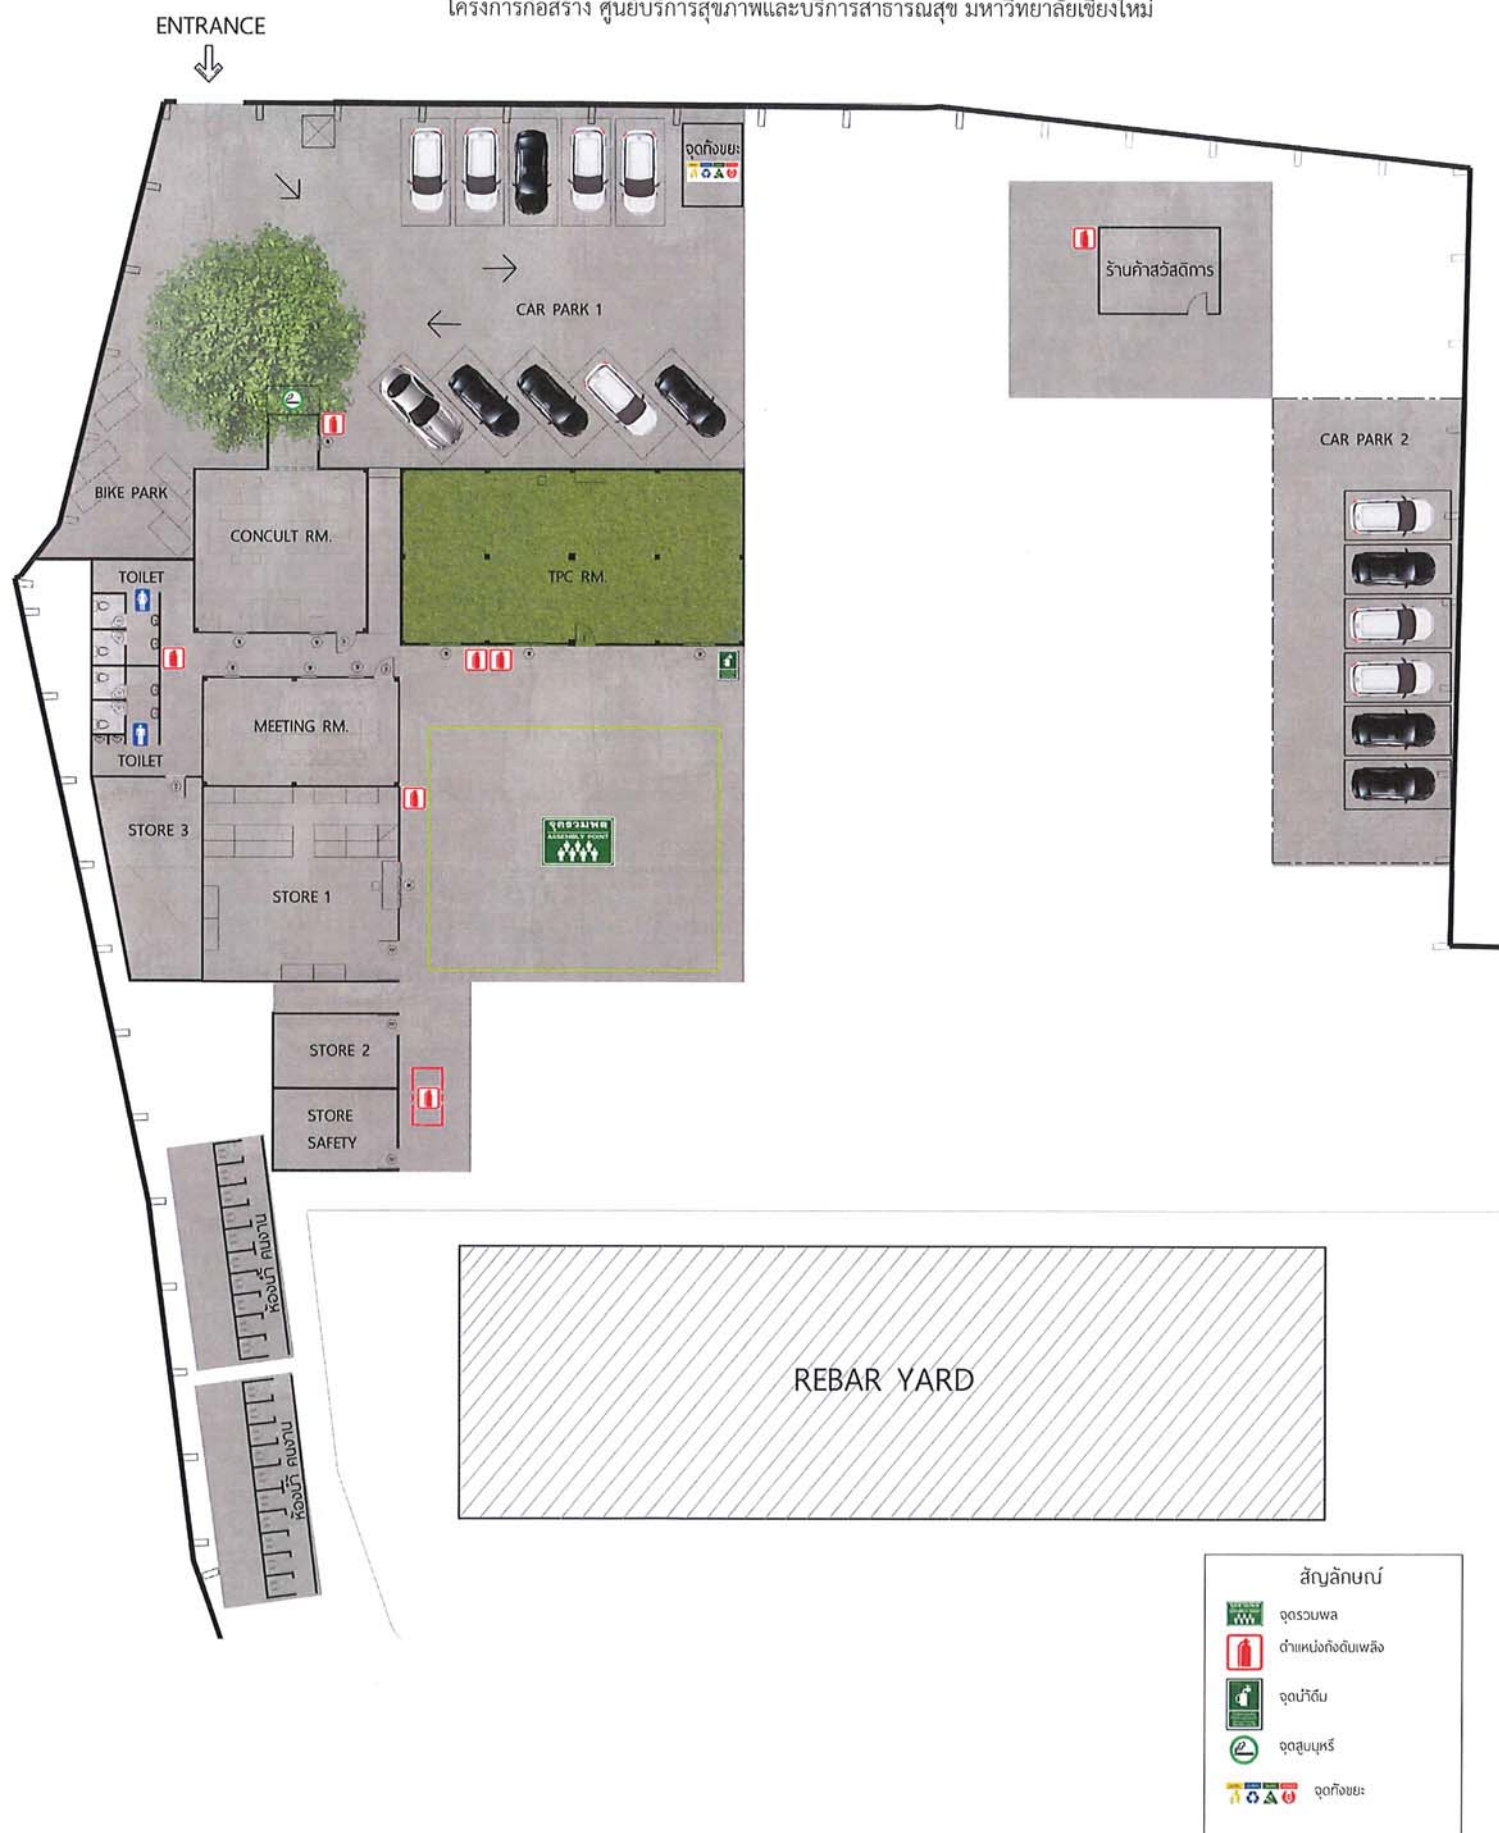 โครงการก่อสร้าง ศูนย์บริการสุขภาพและบริการสาธารณสุข มหาวิทยาลัยเชียงใหม่
ENTRANCE
จุดทิ้งขยะ
ร้านค้าสวัสดิการ
CAR PARK 1
CAR PARK 2
BIKE PARK
CONCULT RM.
TPC RM.
TOILET
MEETING RM.
TOILET
STORE 3
จุดรวมพล
ASSEMBLY POINT
STORE 1
STORE 2
STORE
SAFETY
ห้องน้ำ คนงาน
ห้องน้ำ คนงาน
REBAR YARD
สัญลักษณ์
จุดรวมพล
ตำแหน่งถังดับเพลิง
จุดน้ำดื่ม
จุดสูบบุหรี่
จุดทิ้งขยะ